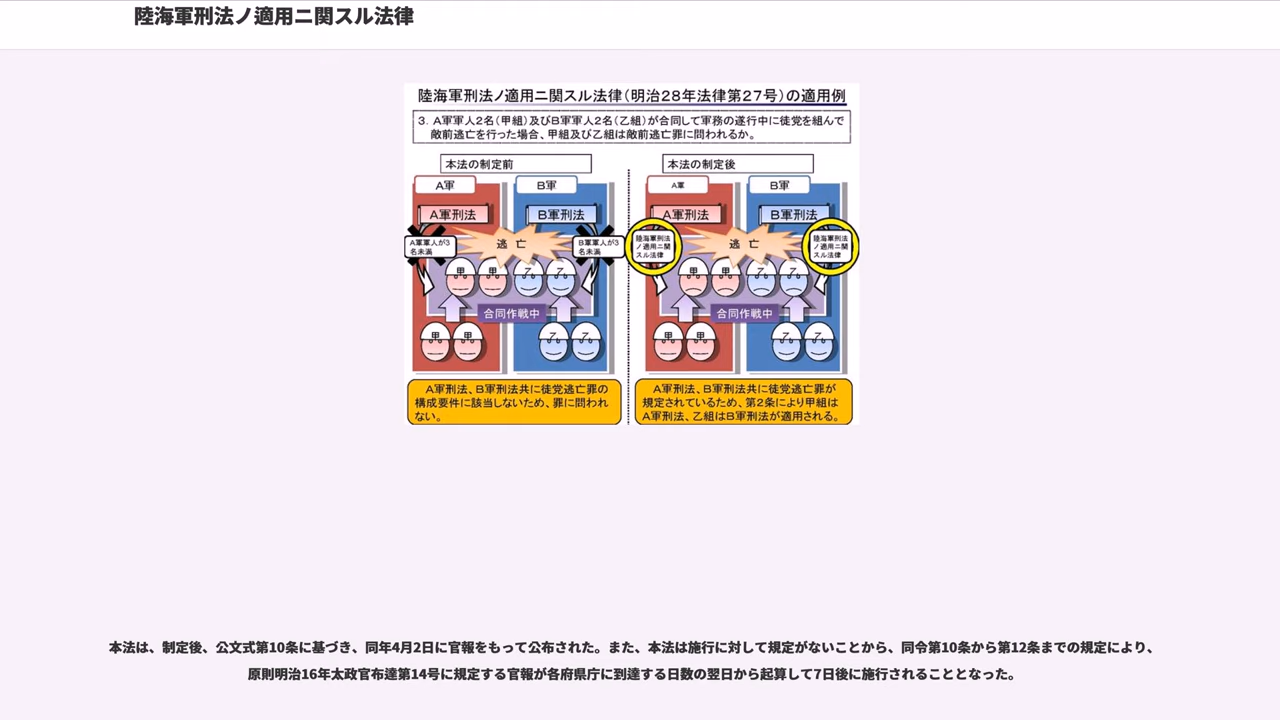 陸海軍刑法ノ適用ニ関スル法律
陸海軍刑法ノ適用ニ関スル法律(明治28年法律第27号)の適用例
3．A軍軍人2名(甲組)及びB軍軍人2名(乙組)が合同して軍務の遂行中に徒党を組んで
敵前逃亡を行った場合、甲組及び乙組は敵前逃亡罪に問われるか。
本法の制定前
A軍
B軍
A軍刑法
B軍刑法
A軍軍人が3
名未満
逃 亡
B軍軍人が3
名未満
甲 甲 乙 乙
合同作戦中
甲 甲 乙 乙
A軍刑法、B軍刑法共に徒党逃亡罪の
構成要件に該当しないため、罪に問われ
ない。
本法の制定後
A軍
B軍
A軍刑法
B軍刑法
陸海軍刑法
ノ適用ニ関
スル法律
逃 亡
陸海軍刑法
ノ適用ニ関
スル法律
甲 甲 乙 乙
合同作戦中
甲 甲 乙 乙
A軍刑法、B軍刑法共に徒党逃亡罪が
規定されているため、第2条により甲組は
A軍刑法、乙組はB軍刑法が適用される。
本法は、制定後、公文式第10条に基づき、同年4月2日に官報をもって公布された。また、本法は施行に対して規定がないことから、同令第10条から第12条までの規定により、
原則明治16年太政官布達第14号に規定する官報が各府県庁に到達する日数の翌日から起算して7日後に施行されることとなった。